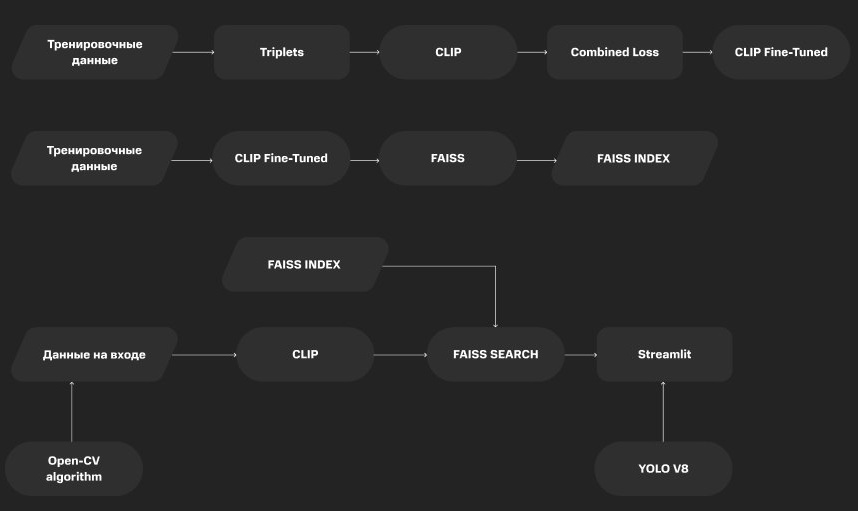 Тренировочные
данные
Triplets
CLIP
Combined Loss
CLIP Fine-Tuned
Тренировочные
данные
CLIP Fine-Tuned
FAISS
FAISS INDEX
FAISS INDEX
Данные на входе
CLIP
FAISS SEARCH
Streamlit
Open-CV
algorithm
YOLO V8